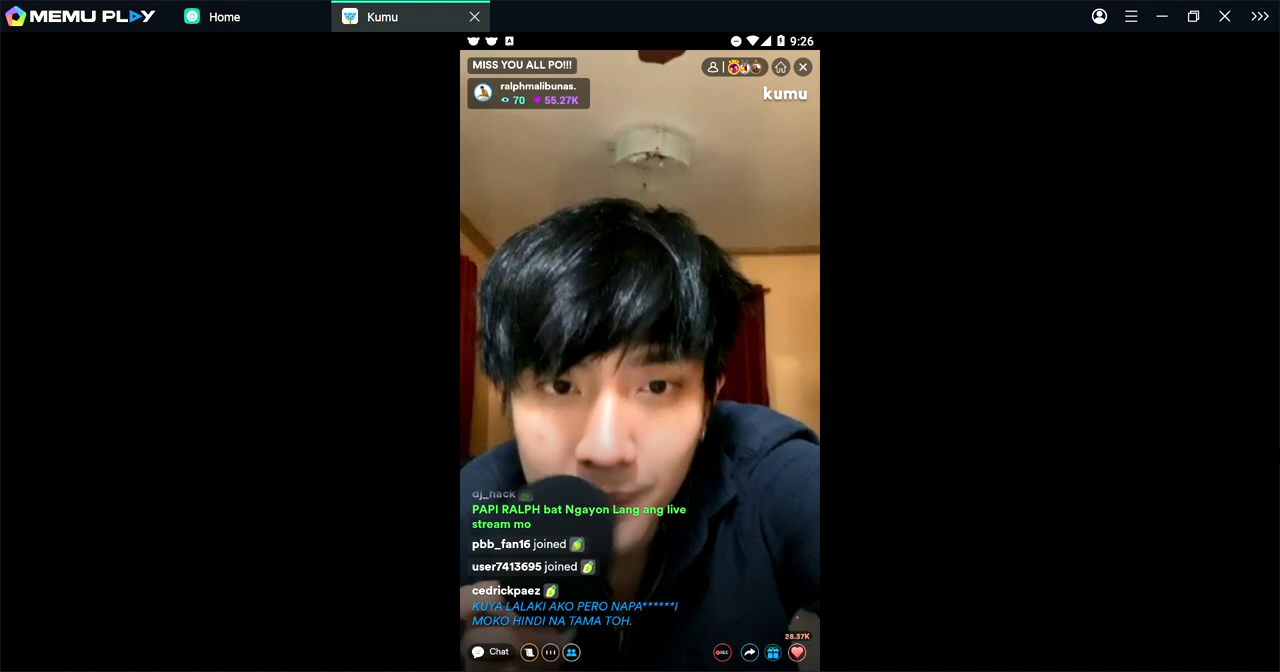 MEMU PLAY
Home
Kumu
9:26
MISS YOU ALL PO!!!
ralphmalibunas.
70 55.27K
kumu
dj_hack
PAPI RALPH bat Ngayon Lang ang live
stream mo
pbb_fan16 joined
user7413695 joined
cedrickpaez
KUYA LALAKI AKO PERO NAPA******I
MOKO HINDI NA TAMA TOH.
28.37K
Chat